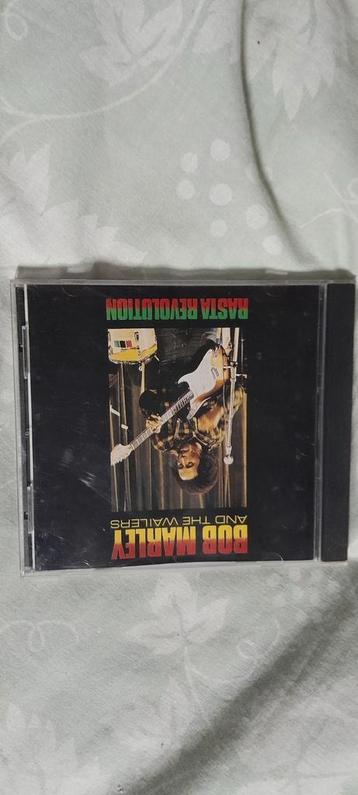 BOB MARLEY
AND THE WAILERS
RASTA REVOLUTION